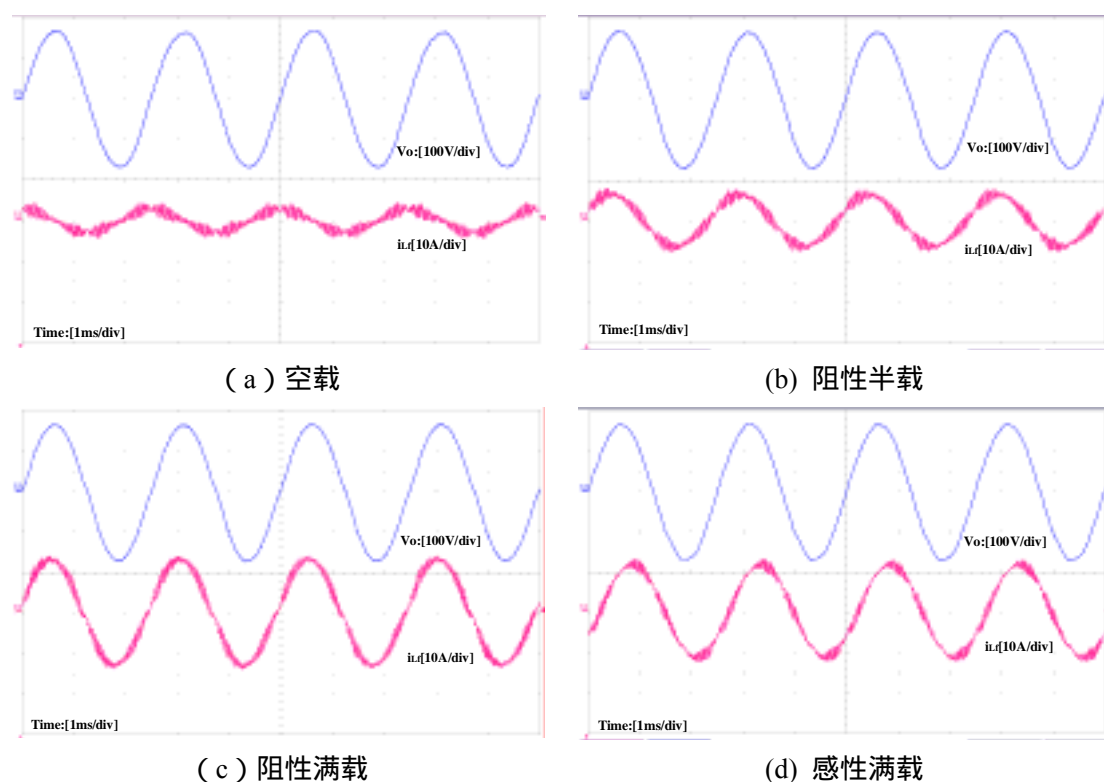 Vo:[100V/div]
iLf[10A/div]
Time:[1ms/div]
（a）空载
Vo:[100V/div]
iLf[10A/div]
Time:[1ms/div]
(b) 阻性半载
Vo:[100V/div]
iLf[10A/div]
Time:[1ms/div]
（c）阻性满载
Vo:[100V/div]
iLf[10A/div]
Time:[1ms/div]
(d) 感性满载